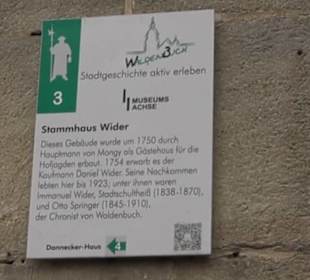 WALDENBUCH
Stadtgeschichte aktiv erleben
3
MUSEUMS
ACHSE
Stammhaus Wider
Dieses Gebäude wurde um 1750 durch
Hauptmann von Mongy als Gästehaus für die
Hofjagden erbaut. 1754 erwarb es der
Kaufmann Daniel Wider. Seine Nachkommen
lebten hier bis 1923; unter ihnen waren
Immanuel Wider, Stadtschultheiß (1838-1870),
und Otto Springer (1845-1910),
der Chronist von Waldenbuch.
Dannecker-Haus 4